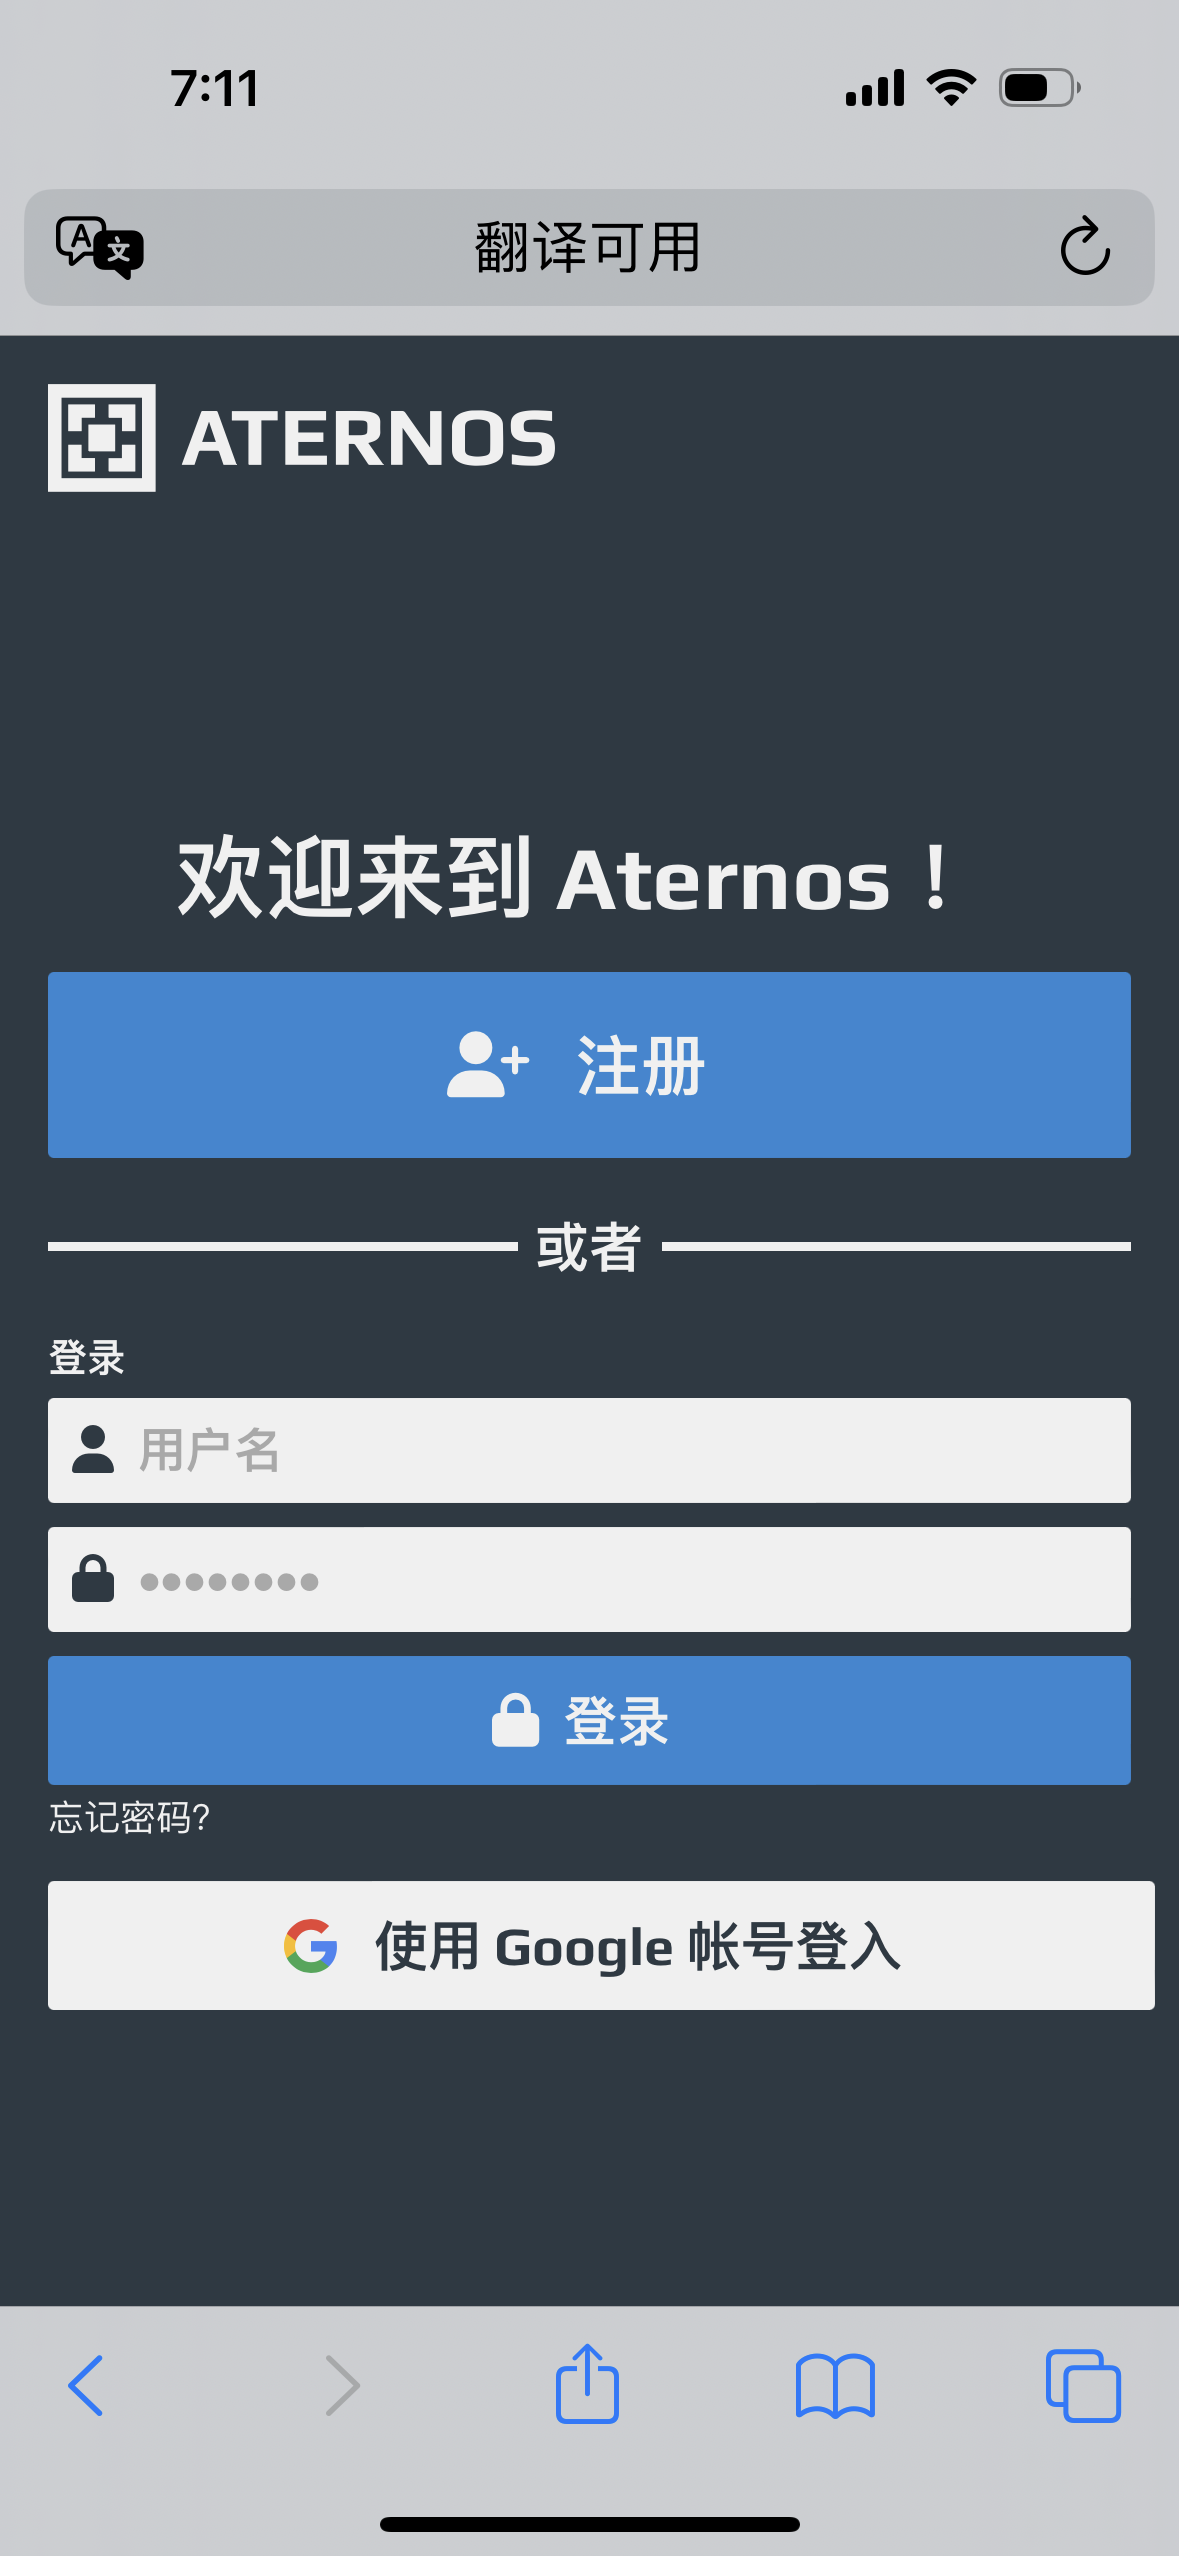 7:11
翻译可用
ATERNOS
欢迎来到 Aternos！
注册
或者
登录
用户名
••••••••
登录
忘记密码?
使用 Google 帐号登入